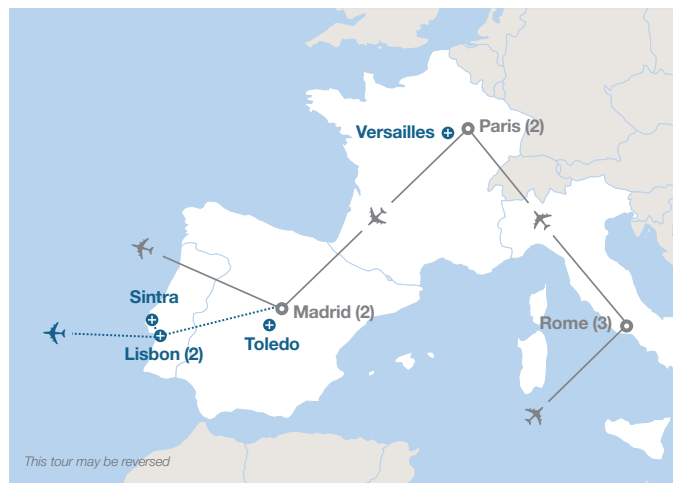 Versailles
Paris (2)
Sintra
Lisbon (2)
Madrid (2)
Toledo
Rome (3)
This tour may be reversed